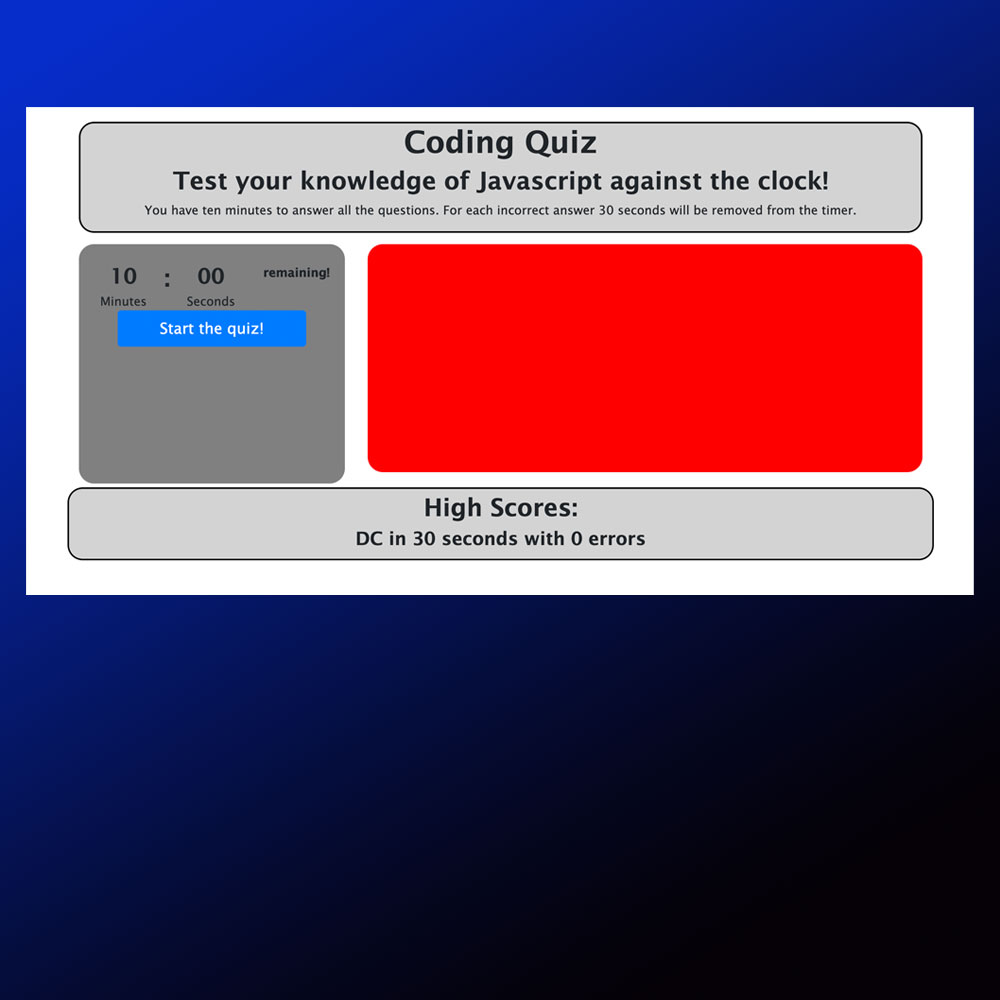 Coding Quiz
Test your knowledge of Javascript against the clock!
You have ten minutes to answer all the questions. For each incorrect answer 30 seconds will be removed from the timer.
10 : 00 remaining!
Minutes Seconds
Start the quiz!
High Scores:
DC in 30 seconds with 0 errors